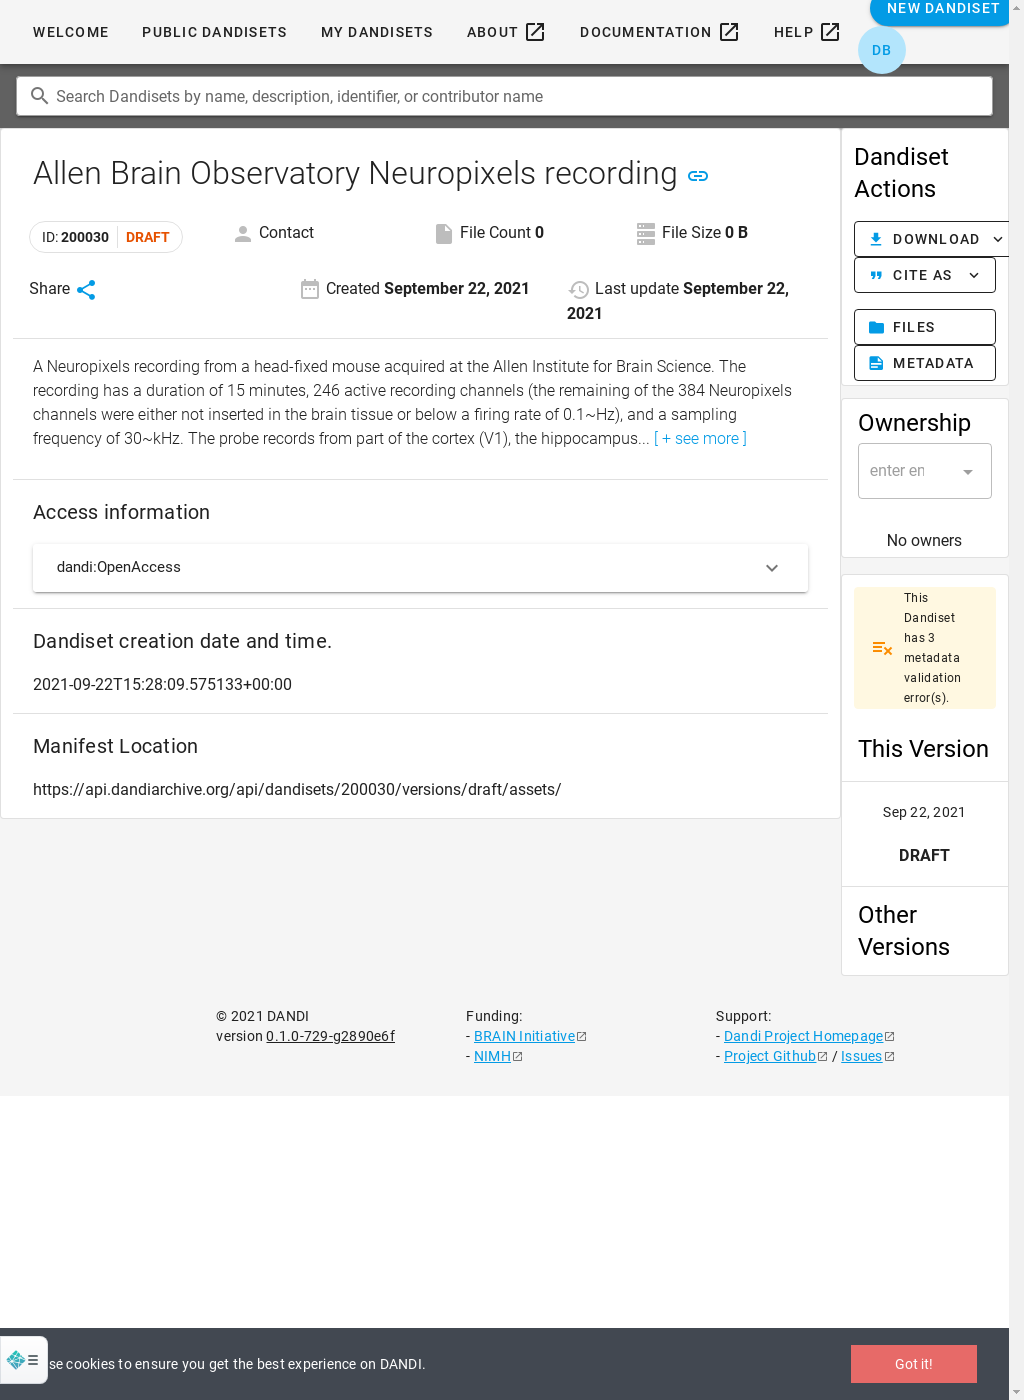 WELCOME PUBLIC DANDISETS MY DANDISETS ABOUT DOCUMENTATION HELP NEW DANDISET
DB
Search Dandisets by name, description, identifier, or contributor name
Allen Brain Observatory Neuropixels recording
ID: 200030 DRAFT Contact File Count 0 File Size 0 B
Share Created September 22, 2021 Last update September 22,
2021
A Neuropixels recording from a head-fixed mouse acquired at the Allen Institute for Brain Science. The
recording has a duration of 15 minutes, 246 active recording channels (the remaining of the 384 Neuropixels
channels were either not inserted in the brain tissue or below a firing rate of 0.1~Hz), and a sampling
frequency of 30~kHz. The probe records from part of the cortex (V1), the hippocampus... [ + see more ]
Access information
dandi:OpenAccess
Dandiset creation date and time.
2021-09-22T15:28:09.575133+00:00
Manifest Location
https://api.dandiarchive.org/api/dandisets/200030/versions/draft/assets/
Dandiset
Actions
DOWNLOAD
CITE AS
FILES
METADATA
Ownership
enter en
No owners
This
Dandiset
has 3
metadata
validation
error(s).
This Version
Sep 22, 2021
DRAFT
Other
Versions
© 2021 DANDI
version 0.1.0-729-g2890e6f
Funding:
- BRAIN Initiative
- NIMH
Support:
- Dandi Project Homepage
- Project Github / Issues
se cookies to ensure you get the best experience on DANDI.
Got it!